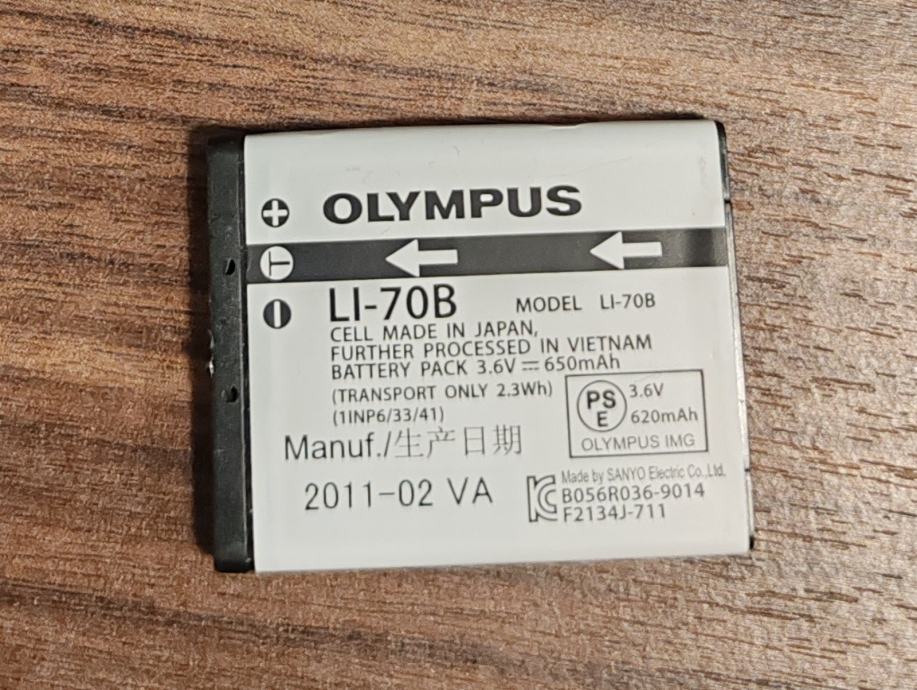 OLYMPUS
LI-70B MODEL LI-70B
CELL MADE IN JAPAN,
FURTHER PROCESSED IN VIETNAM
BATTERY PACK 3.6V ⎓ 650mAh
(TRANSPORT ONLY 2.3Wh)
(1INP6/33/41)
PS
E
3.6V
620mAh
OLYMPUS IMG
Manuf./生产日期
2011-02 VA
Made by SANYO Electric Co.,Ltd.
B056R036-9014
F2134J-711